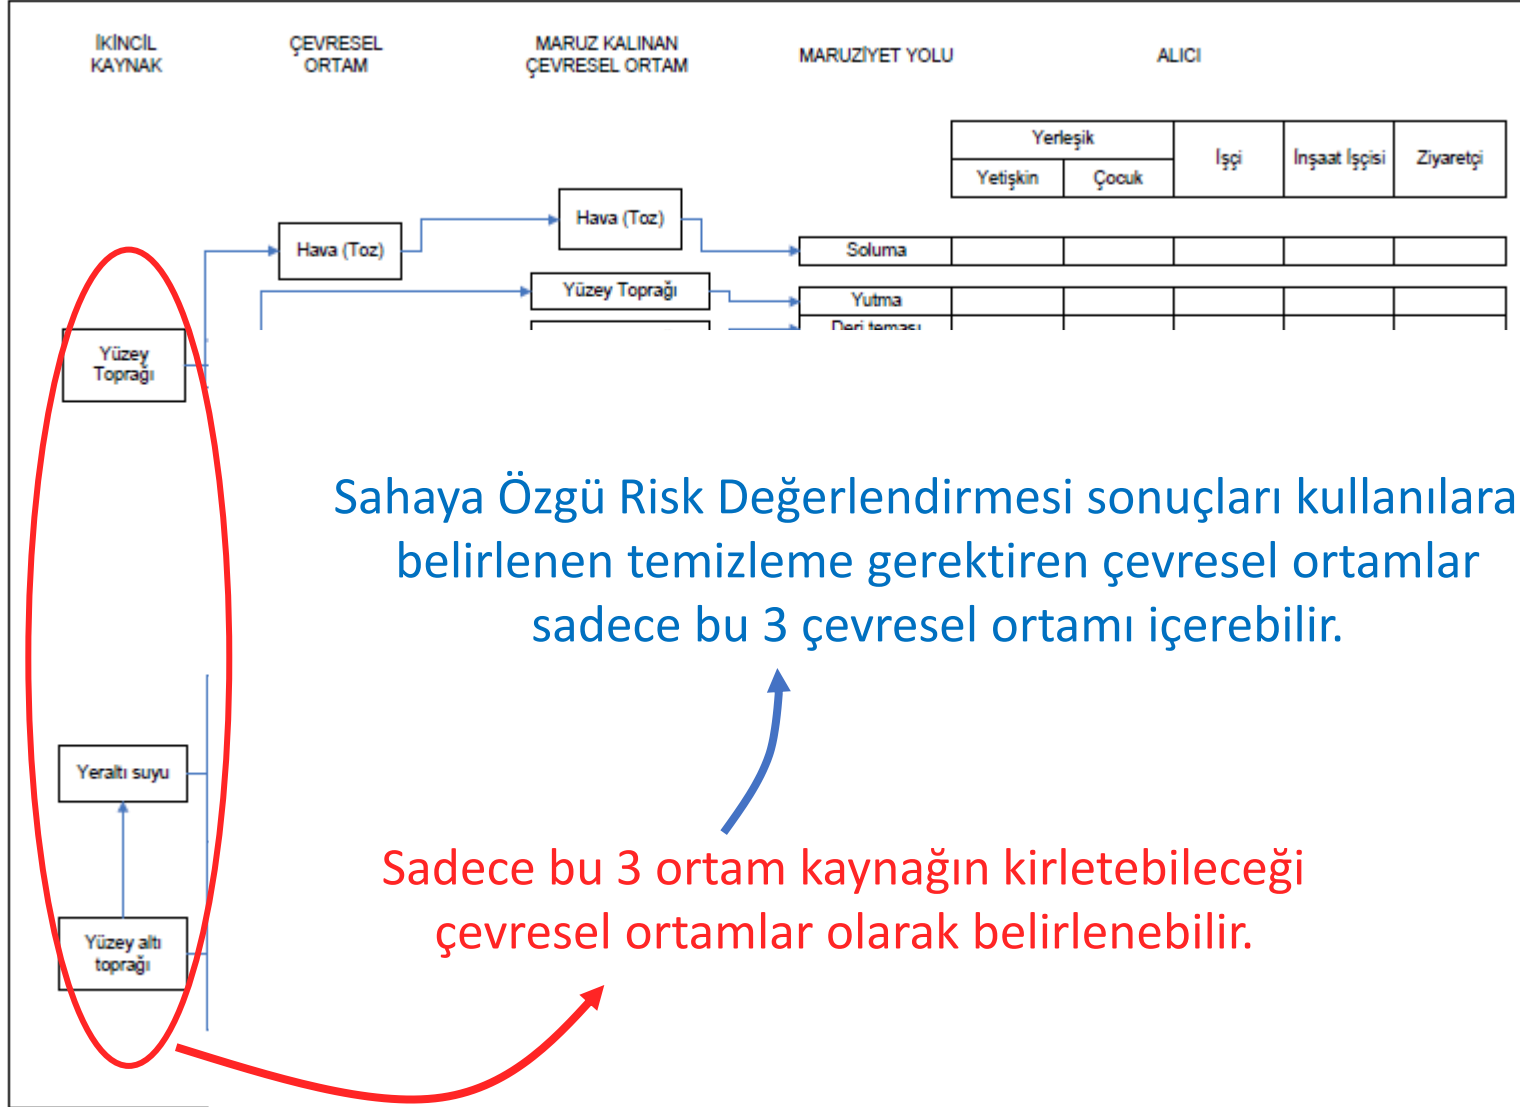 İKİNCİL
KAYNAK
ÇEVRESEL
ORTAM
MARUZ KALINAN
ÇEVRESEL ORTAM
MARUZİYET YOLU
ALICI
Yerleşik
Yetişkin
Çocuk
İşçi
İnşaat İşçisi
Ziyaretçi
Hava (Toz)
Hava (Toz)
Soluma
Yüzey Toprağı
Yutma
Deri teması
Yüzey
Toprağı
Sahaya Özgü Risk Değerlendirmesi sonuçları kullanılara
belirlenen temizleme gerektiren çevresel ortamlar
sadece bu 3 çevresel ortamı içerebilir.
Yeraltı suyu
Sadece bu 3 ortam kaynağın kirletebileceği
çevresel ortamlar olarak belirlenebilir.
Yüzey altı
toprağı